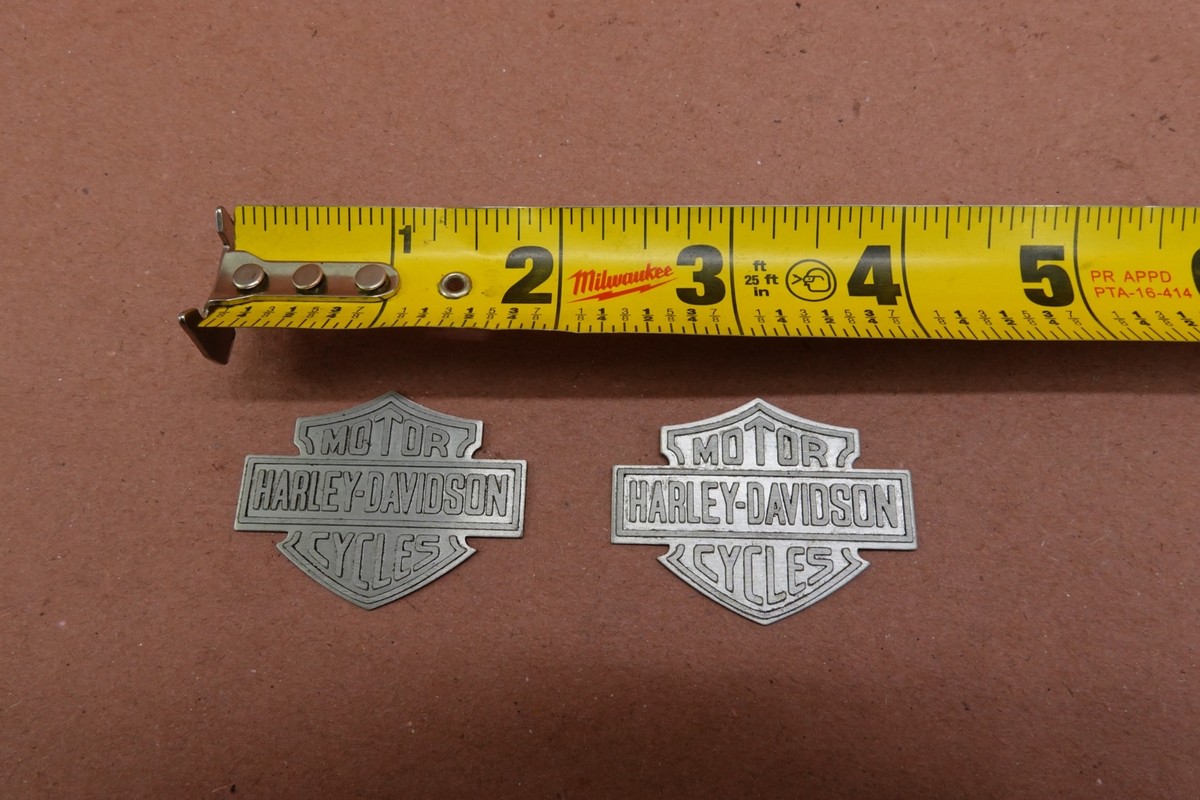 1
2
Milwaukee
3
ft
25 ft
in
4
5
PR APPD
PTA-16-414
MOTOR
HARLEY-DAVIDSON
CYCLES
MOTOR
HARLEY-DAVIDSON
CYCLES